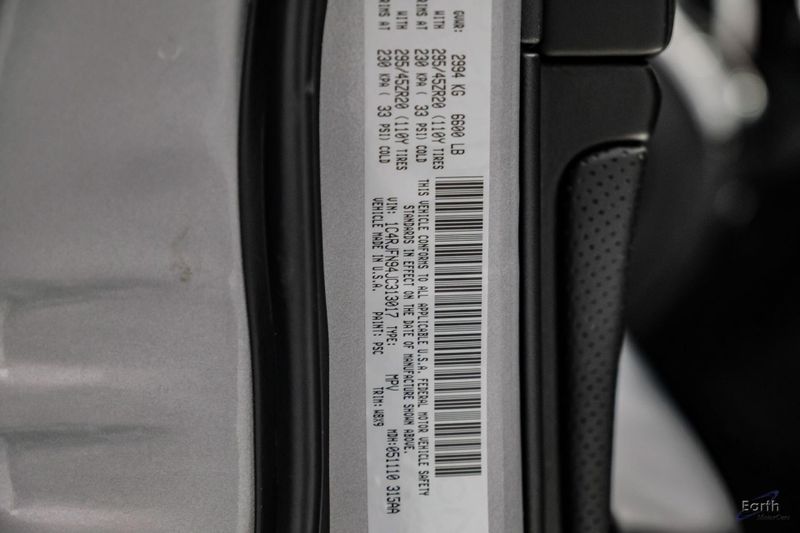 GVWR: 2994 KG 6600 LB
WITH 295/45ZR20 (110Y TIRES
RIMS AT 230 KPA ( 33 PSI) COLD
WITH 295/45ZR20 (110Y TIRES
RIMS AT 230 KPA ( 33 PSI) COLD
THIS VEHICLE CONFORMS TO ALL APPLICABLE U.S.A. FEDERAL MOTOR VEHICLE SAFETY
STANDARDS IN EFFECT ON THE DATE OF MANUFACTURE SHOWN ABOVE.
VIN: 1C4RJFN94JC313017 TYPE: MPV MDH:051110 315AA
VEHICLE MADE IN U.S.A. PAINT: PSC TRIM: W8X9
Earth
MotorCars